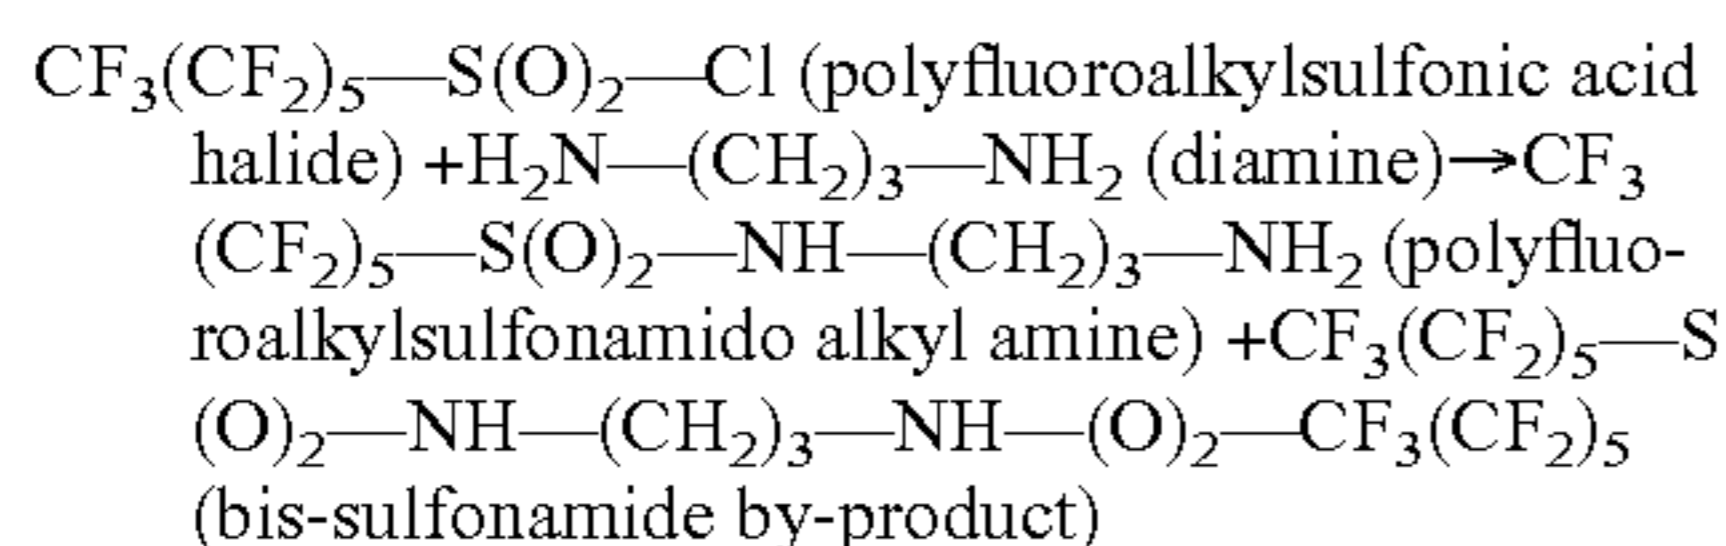 CF₃(CF₂)₅—S(O)₂—Cl (polyfluoroalkylsulfonic acid
halide) +H₂N—(CH₂)₃—NH₂ (diamine)→CF₃
(CF₂)₅—S(O)₂—NH—(CH₂)₃—NH₂ (polyfluo-
roalkylsulfonamido alkyl amine) +CF₃(CF₂)₅—S
(O)₂—NH—(CH₂)₃—NH—(O)₂—CF₃(CF₂)₅
(bis-sulfonamide by-product)